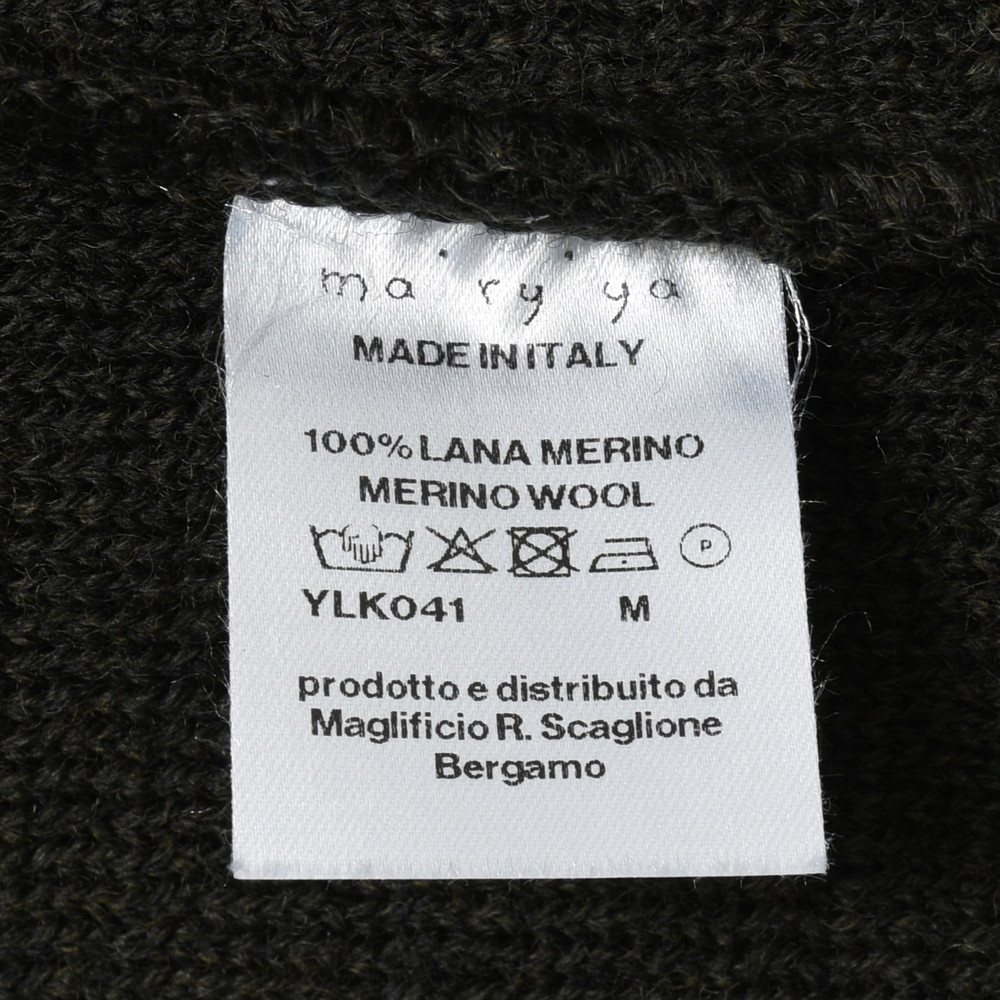 ma'ry'ya
MADE IN ITALY
100% LANA MERINO
MERINO WOOL
P
YLK041 M
prodotto e distribuito da
Maglificio R. Scaglione
Bergamo